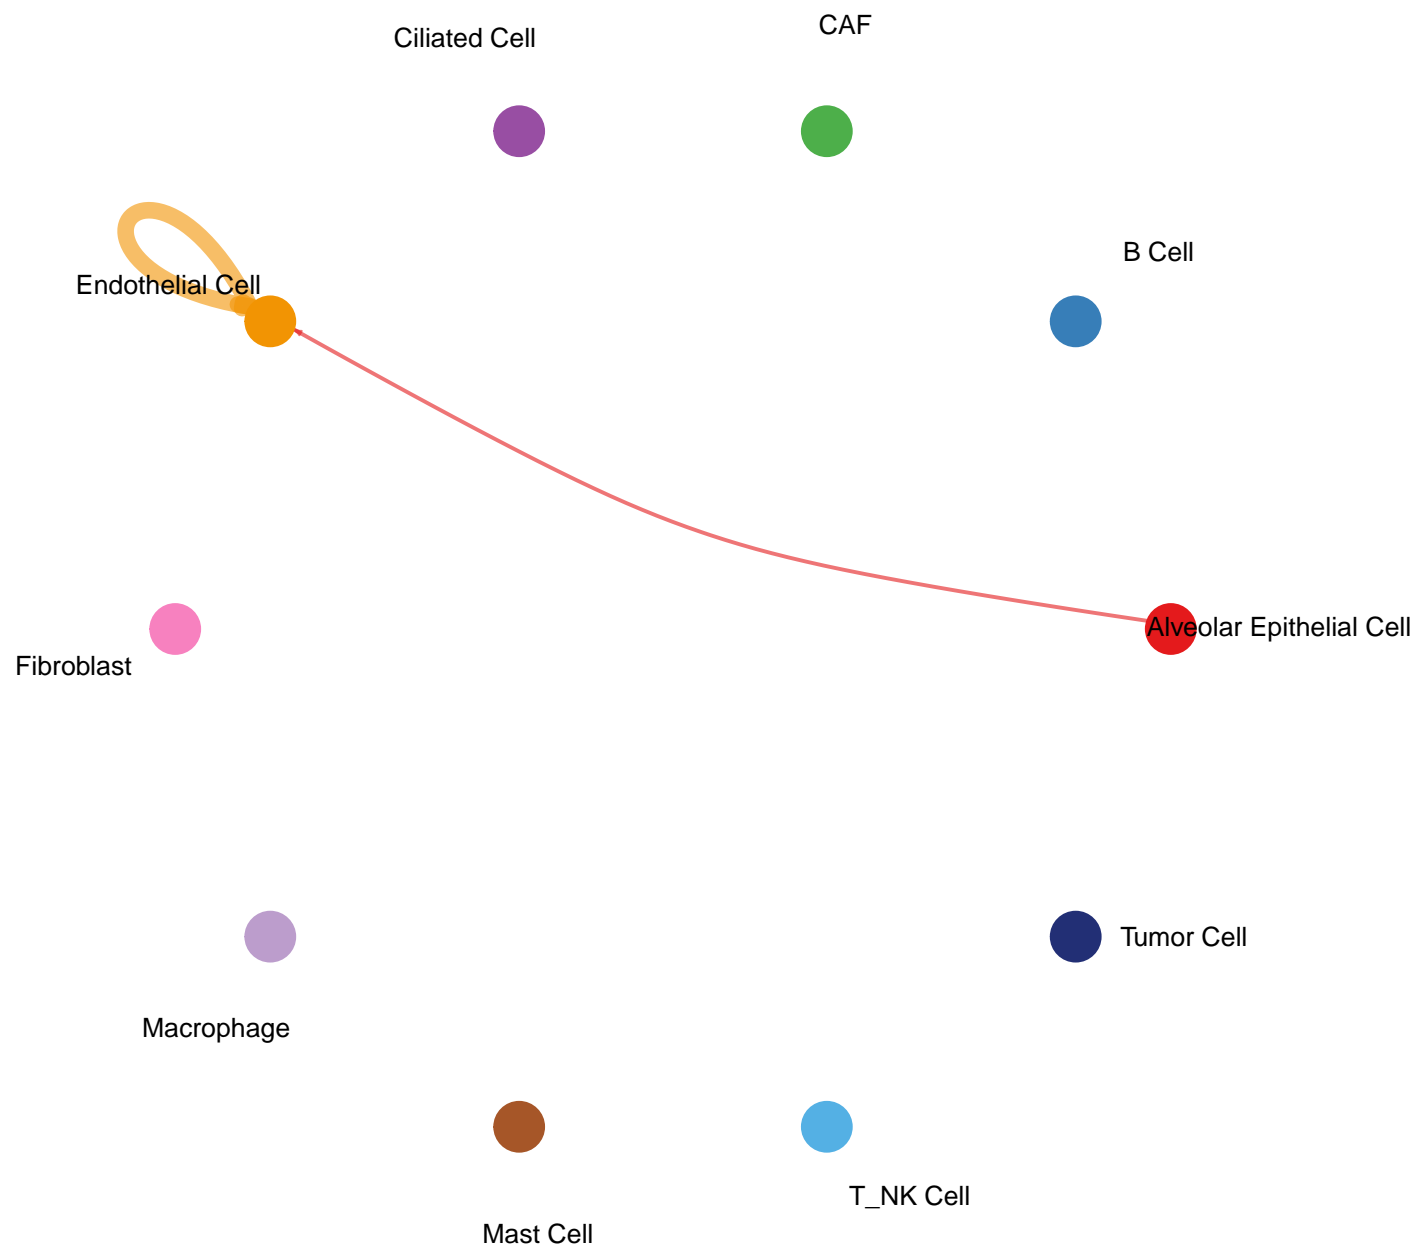 CAF
Ciliated Cell
B Cell
Endothelial Cell
Alveolar Epithelial Cell
Fibroblast
Tumor Cell
Macrophage
T_NK Cell
Mast Cell